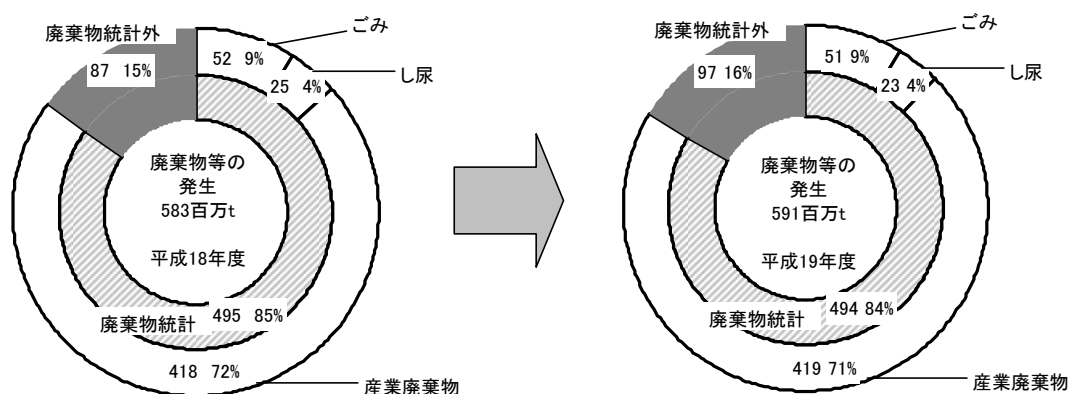 廃棄物統計外
87 15%
52 9%
ごみ
25 4%
し尿
廃棄物等の
発生
583百万t
平成18年度
廃棄物統計 495 85%
418 72%
産業廃棄物
廃棄物統計外
97 16%
51 9%
ごみ
23 4%
し尿
廃棄物等の
発生
591百万t
平成19年度
廃棄物統計 494 84%
419 71%
産業廃棄物